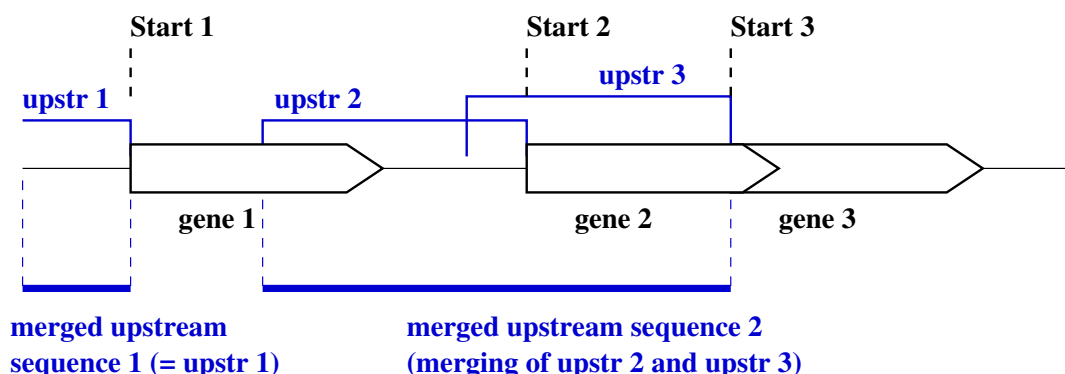 Start 1
Start 2
Start 3
upstr 1
upstr 2
upstr 3
gene 1
gene 2
gene 3
merged upstream
sequence 1 (= upstr 1)
merged upstream sequence 2
(merging of upstr 2 and upstr 3)